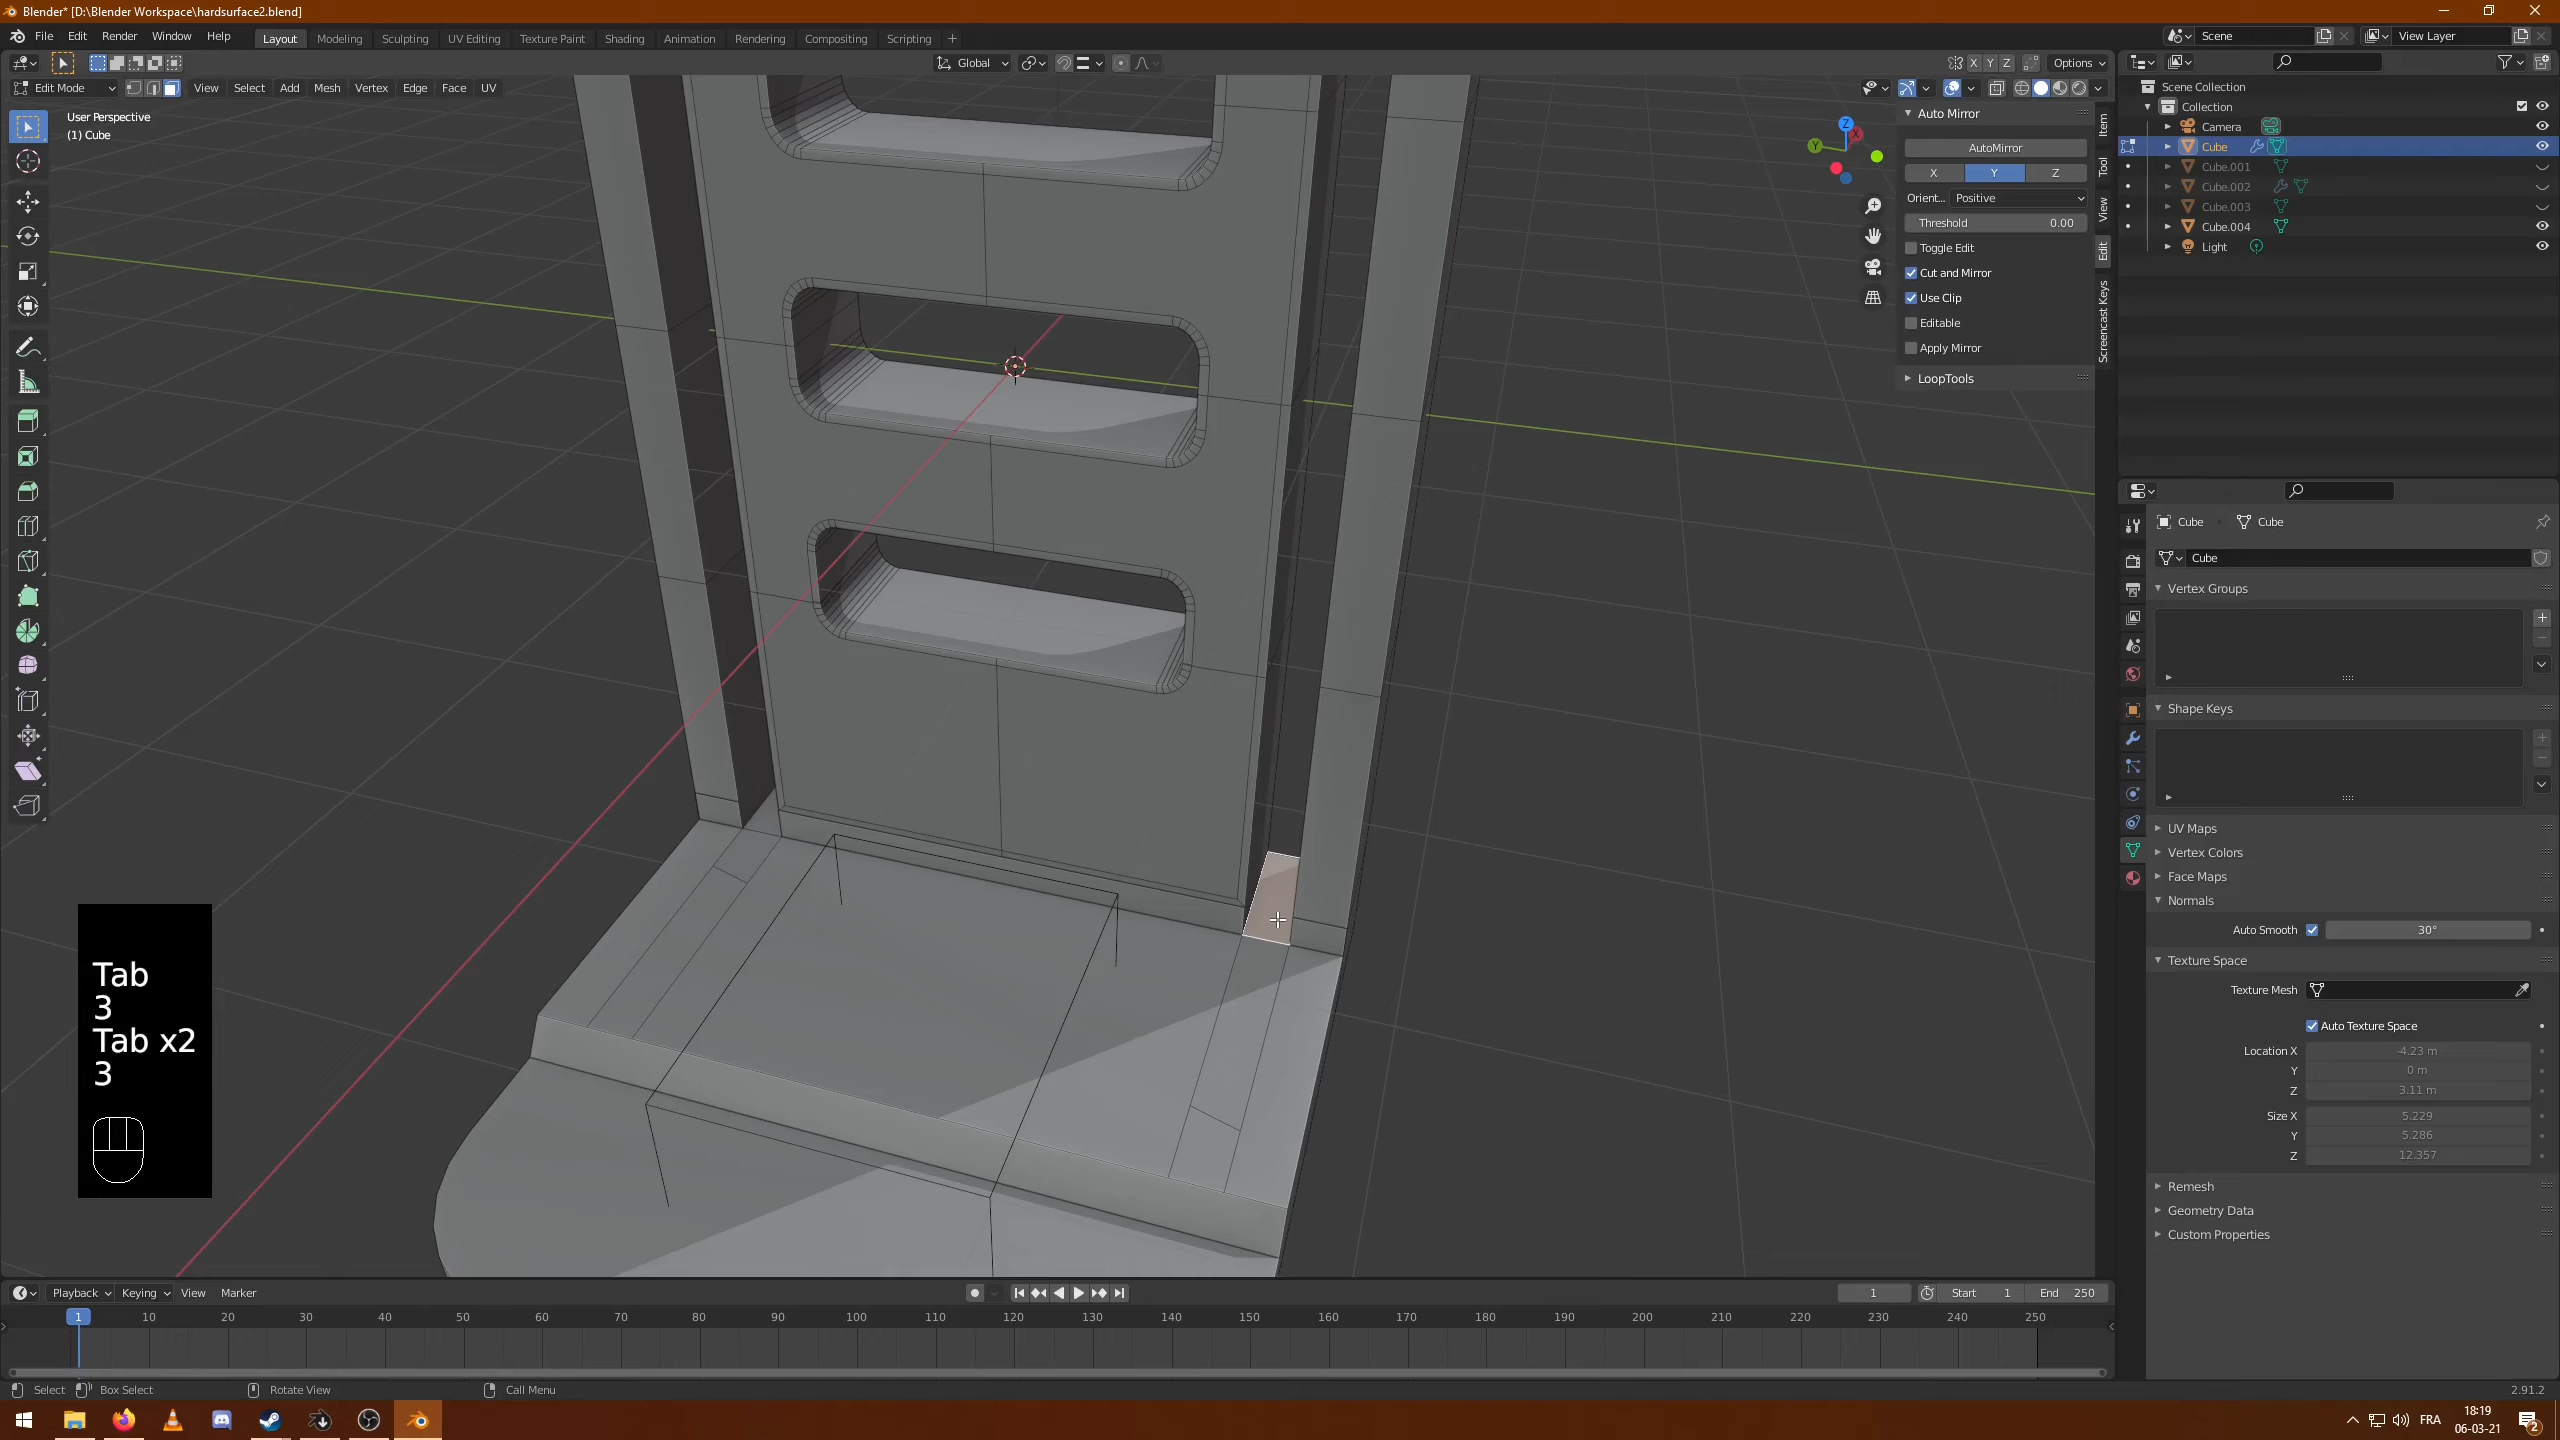 Blender* [D:\Blender Workspace\hardsurface2.blend]
File Edit Render Window Help Layout Modeling Sculpting UV Editing Texture Paint Shading Animation Rendering Compositing Scripting + Scene View Layer
Global X Y Z Options
Edit Mode View Select Add Mesh Vertex Edge Face UV
User Perspective
(1) Cube
Auto Mirror
AutoMirror
X Y Z
Orient... Positive
Threshold 0.00
Toggle Edit
Cut and Mirror
Use Clip
Editable
Apply Mirror
LoopTools
Item
Tool
View
Edit
Screencast Keys
Z
X
Y
Scene Collection
Collection
Camera
Cube
Cube.001
Cube.002
Cube.003
Cube.004
Light
Cube Cube
Cube
Vertex Groups
Shape Keys
UV Maps
Vertex Colors
Face Maps
Normals
Auto Smooth 30°
Texture Space
Texture Mesh
Auto Texture Space
Location X -4.23 m
Y 0 m
Z 3.11 m
Size X 5.229
Y 5.286
Z 12.357
Remesh
Geometry Data
Custom Properties
Tab
3
Tab x2
3
Playback Keying View Marker 1 Start 1 End 250
1 10 20 30 40 50 60 70 80 90 100 110 120 130 140 150 160 170 180 190 200 210 220 230 240 250
Select Box Select Rotate View Call Menu 2.91.2
FRA
18:19
06-03-21
2